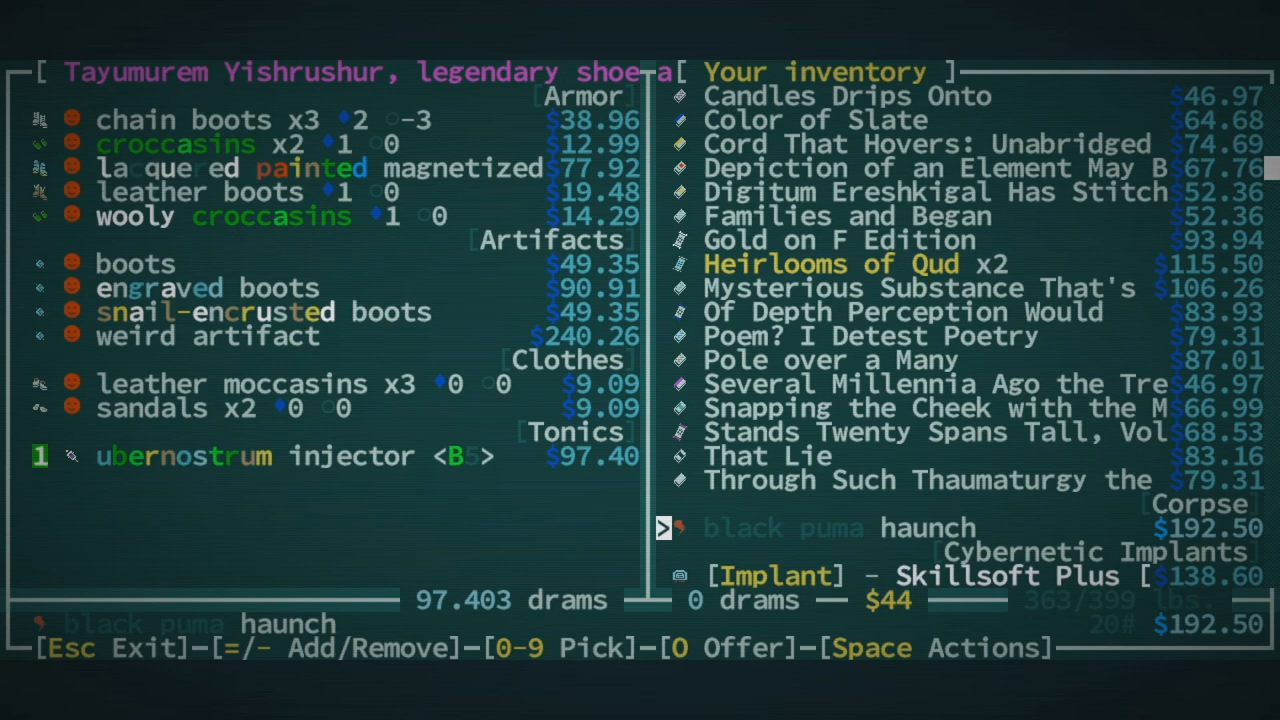 [ Tayumurem Yishrushur, legendary shoe a
[Armor]
chain boots x3 ♦2 ○-3 $38.96
croccasins x2 ♦1 ○0 $12.99
lacquered painted magnetized $77.92
leather boots ♦1 ○0 $19.48
wooly croccasins ♦1 ○0 $14.29
[Artifacts]
boots $49.35
engraved boots $90.91
snail-encrusted boots $49.35
weird artifact $240.26
[Clothes]
leather moccasins x3 ♦0 ○0 $9.09
sandals x2 ♦0 ○0 $9.09
[Tonics]
1 ubernostrum injector <B5> $97.40
97.403 drams
[ Your inventory ]
Candles Drips Onto $46.97
Color of Slate $64.68
Cord That Hovers: Unabridged $74.69
Depiction of an Element May B $67.76
Digitum Ereshkigal Has Stitch $52.36
Families and Began $52.36
Gold on F Edition $93.94
Heirlooms of Qud x2 $115.50
Mysterious Substance That's $106.26
Of Depth Perception Would $83.93
Poem? I Detest Poetry $79.31
Pole over a Many $87.01
Several Millennia Ago the Tre $46.97
Snapping the Cheek with the M $66.99
Stands Twenty Spans Tall, Vol $68.53
That Lie $83.16
Through Such Thaumaturgy the $79.31
[Corpse]
> black puma haunch $192.50
[Cybernetic Implants]
[Implant] - Skillsoft Plus [ $138.60
0 drams — $44 363/399 lbs.
black puma haunch 20# $192.50
[Esc Exit]—[=/- Add/Remove]—[0-9 Pick]—[O Offer]—[Space Actions]